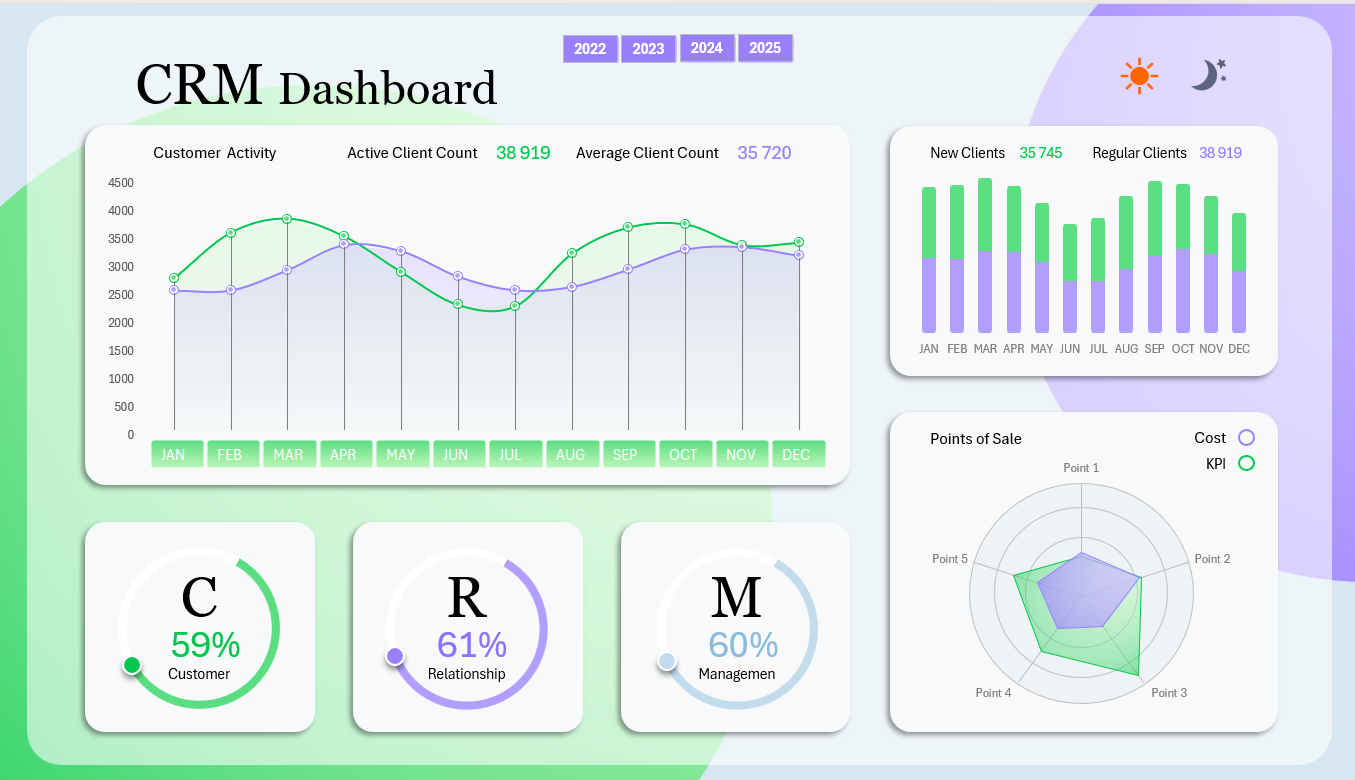 2022 2023 2024 2025
CRM Dashboard
Customer Activity Active Client Count 38 919 Average Client Count 35 720
4500
4000
3500
3000
2500
2000
1500
1000
500
0
JAN FEB MAR APR MAY JUN JUL AUG SEP OCT NOV DEC
New Clients 35 745 Regular Clients 38 919
JAN FEB MAR APR MAY JUN JUL AUG SEP OCT NOV DEC
C
59%
Customer
R
61%
Relationship
M
60%
Managemen
Points of Sale
Cost
KPI
Point 1
Point 2
Point 3
Point 4
Point 5